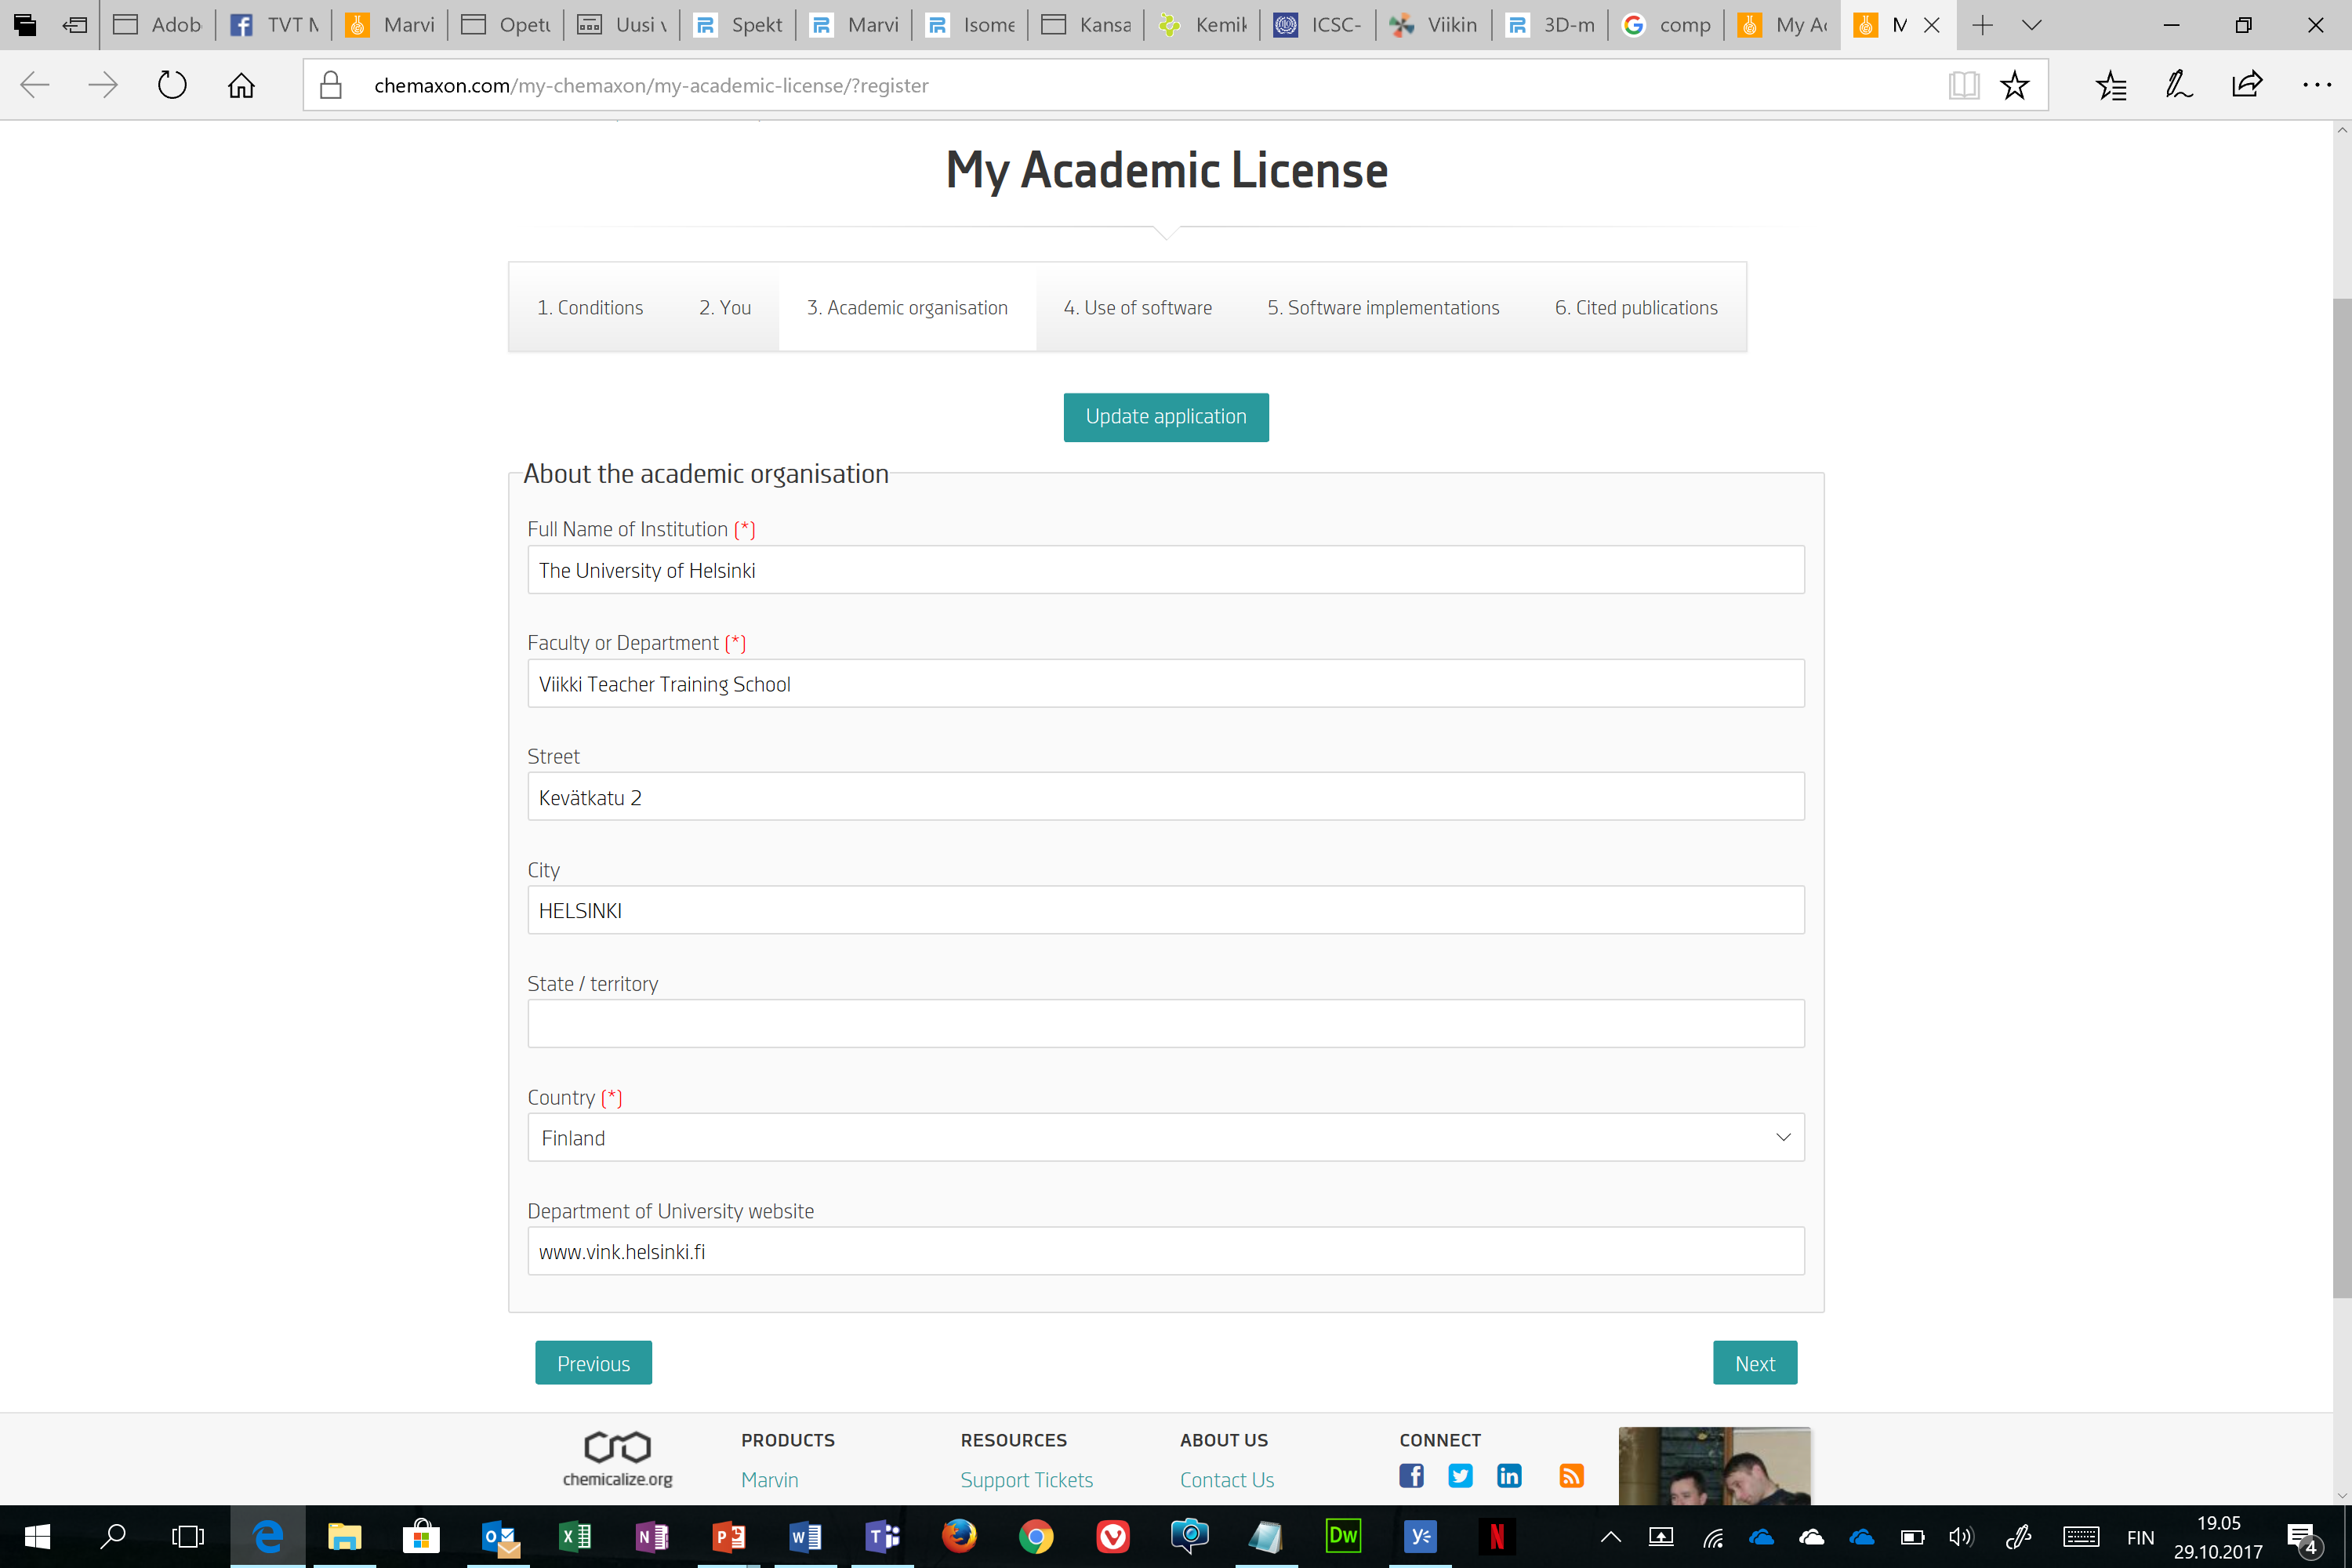 Adob
TVT M
Marvi
Opetu
Uusi v
Spekt
Marvi
Isome
Kansa
Kemik
ICSC-
Viikin
3D-m
comp
My Ac
M
chemaxon.com/my-chemaxon/my-academic-license/?register
My Academic License
1. Conditions
2. You
3. Academic organisation
4. Use of software
5. Software implementations
6. Cited publications
Update application
About the academic organisation
Full Name of Institution (*)
The University of Helsinki
Faculty or Department (*)
Viikki Teacher Training School
Street
Kevätkatu 2
City
HELSINKI
State / territory
Country (*)
Finland
Department of University website
www.vink.helsinki.fi
Previous
Next
chemicalize.org
PRODUCTS
Marvin
RESOURCES
Support Tickets
ABOUT US
Contact Us
CONNECT
FIN
19.05
29.10.2017
4